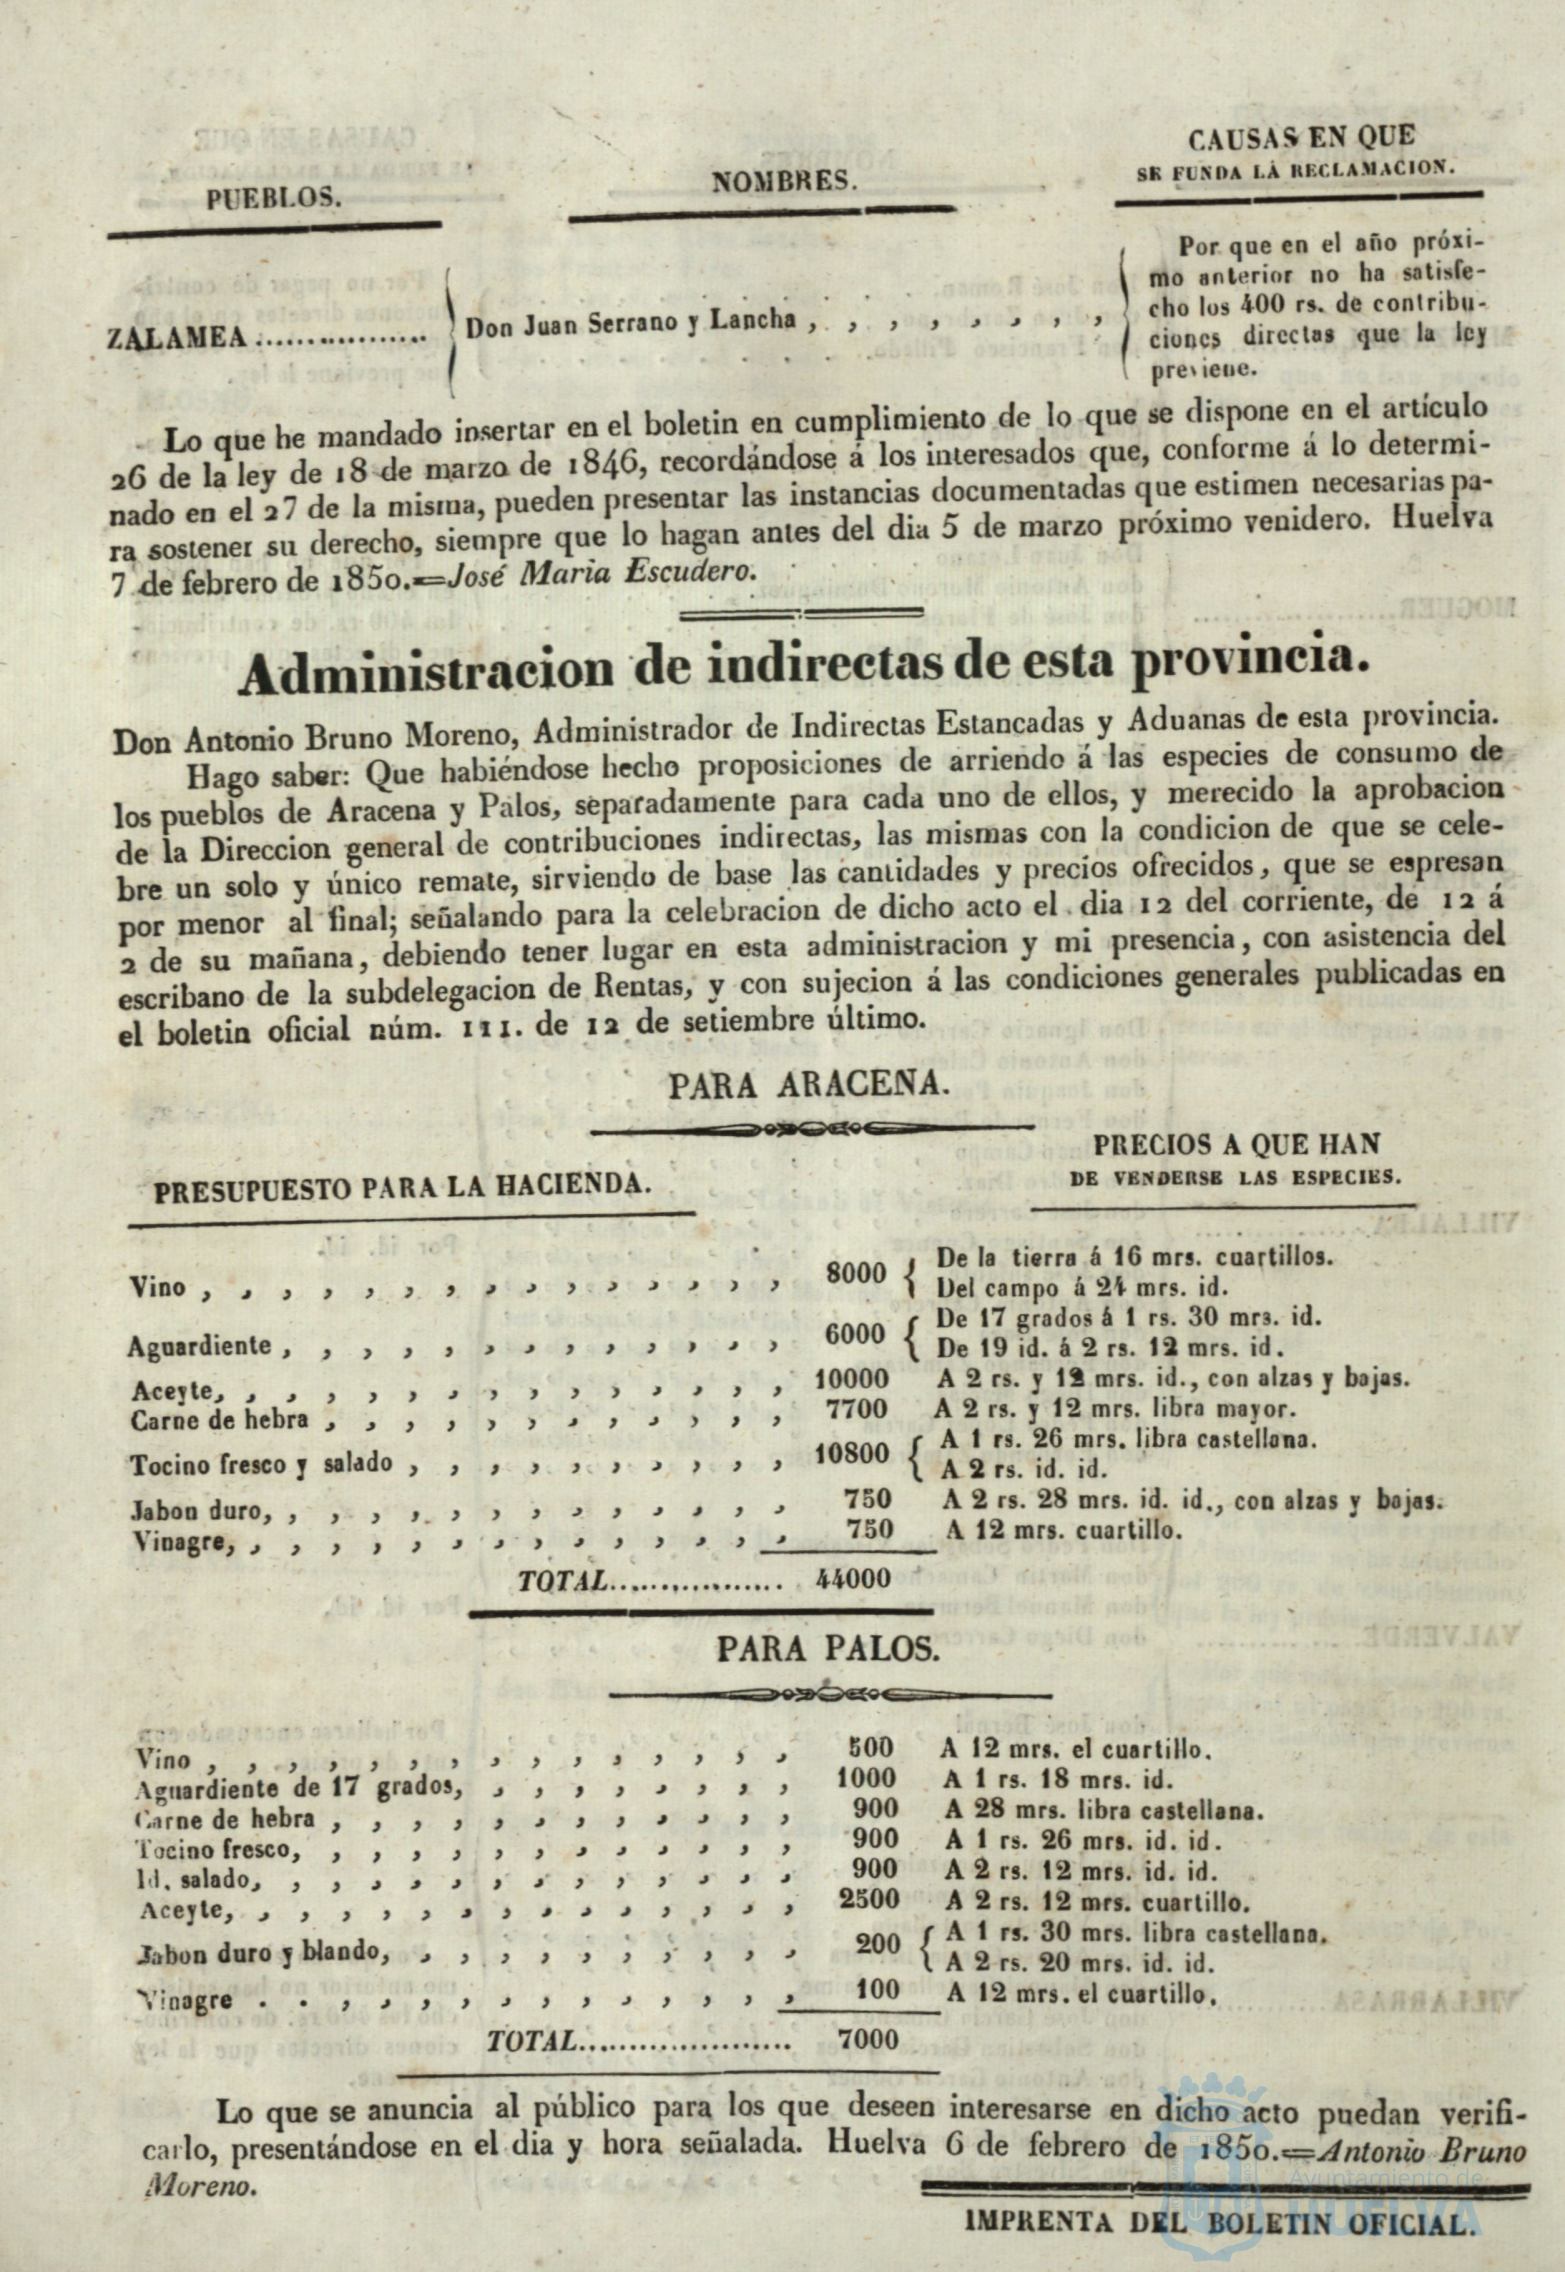 PUEBLOS.
NOMBRES.
CAUSAS EN QUE
SE FUNDA LA RECLAMACION.
ZALAMEA ................ Don Juan Serrano y Lancha , , , , , , , ,
Por que en el año próxi-
mo anterior no ha satisfe-
cho los 400 rs. de contribu-
ciones directas que la ley
previene.
Lo que he mandado insertar en el boletin en cumplimiento de lo que se dispone en el artículo
26 de la ley de 18 de marzo de 1846, recordándose á los interesados que, conforme á lo determi-
nado en el 27 de la misma, pueden presentar las instancias documentadas que estimen necesarias pa-
ra sostener su derecho, siempre que lo hagan antes del dia 5 de marzo próximo venidero. Huelva
7 de febrero de 1850.=José Maria Escudero.
Administracion de indirectas de esta provincia.
Don Antonio Bruno Moreno, Administrador de Indirectas Estancadas y Aduanas de esta provincia.
Hago saber: Que habiéndose hecho proposiciones de arriendo á las especies de consumo de
los pueblos de Aracena y Palos, separadamente para cada uno de ellos, y merecido la aprobacion
de la Direccion general de contribuciones indirectas, las mismas con la condicion de que se cele-
bre un solo y único remate, sirviendo de base las cantidades y precios ofrecidos, que se espresan
por menor al final; señalando para la celebracion de dicho acto el dia 12 del corriente, de 12 á
2 de su mañana, debiendo tener lugar en esta administracion y mi presencia, con asistencia del
escribano de la subdelegacion de Rentas, y con sujecion á las condiciones generales publicadas en
el boletin oficial núm. 111. de 12 de setiembre último.
PARA ARACENA.
PRESUPUESTO PARA LA HACIENDA.
PRECIOS A QUE HAN
DE VENDERSE LAS ESPECIES.
Vino , , , , , , , , , , , , , , , 8000 { De la tierra á 16 mrs. cuartillos.
Del campo á 24 mrs. id.
Aguardiente , , , , , , , , , , , , , 6000 { De 17 grados á 1 rs. 30 mrs. id.
De 19 id. á 2 rs. 12 mrs. id.
Aceyte, , , , , , , , , , , , , , , 10000 A 2 rs. y 12 mrs. id., con alzas y bajas.
Carne de hebra , , , , , , , , , , , , 7700 A 2 rs. y 12 mrs. libra mayor.
Tocino fresco y salado , , , , , , , , , , 10800 { A 1 rs. 26 mrs. libra castellana.
A 2 rs. id. id.
Jabon duro, , , , , , , , , , , , , , 750 A 2 rs. 28 mrs. id. id., con alzas y bajas.
Vinagre, , , , , , , , , , , , , , , 750 A 12 mrs. cuartillo.
TOTAL.................. 44000
PARA PALOS.
Vino , , , , , , , , , , , , , , , 500 A 12 mrs. el cuartillo.
Aguardiente de 17 grados, , , , , , , , , 1000 A 1 rs. 18 mrs. id.
Carne de hebra , , , , , , , , , , , , 900 A 28 mrs. libra castellana.
Tocino fresco, , , , , , , , , , , , , 900 A 1 rs. 26 mrs. id. id.
Id. salado, , , , , , , , , , , , , , 900 A 2 rs. 12 mrs. id. id.
Aceyte, , , , , , , , , , , , , , , 2500 A 2 rs. 12 mrs. cuartillo.
Jabon duro y blando, , , , , , , , , , , 200 { A 1 rs. 30 mrs. libra castellana.
A 2 rs. 20 mrs. id. id.
Vinagre . . , , , , , , , , , , , , 100 A 12 mrs. el cuartillo.
TOTAL...................... 7000
Lo que se anuncia al público para los que deseen interesarse en dicho acto puedan verifi-
carlo, presentándose en el dia y hora señalada. Huelva 6 de febrero de 1850.=Antonio Bruno
Moreno.
Ayuntamiento de
HUELVA
IMPRENTA DEL BOLETIN OFICIAL.